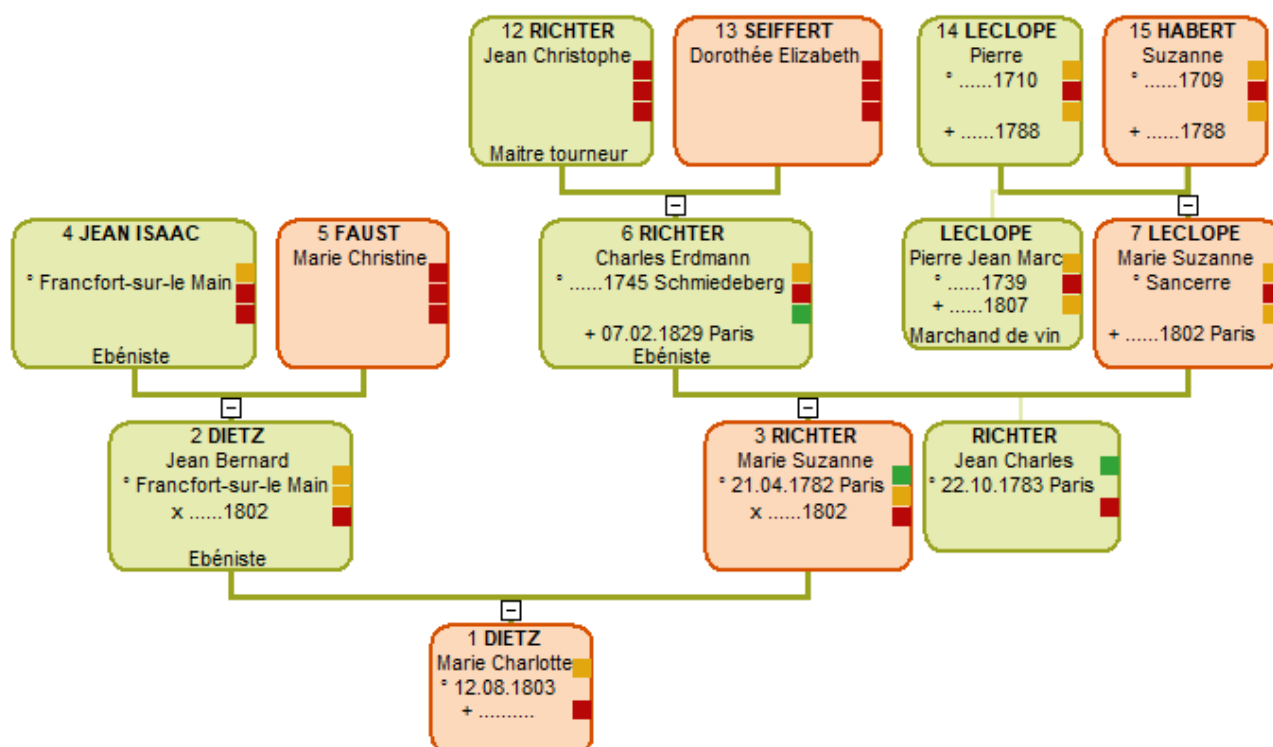 12 RICHTER
Jean Christophe
Maitre tourneur
13 SEIFFERT
Dorothée Elizabeth
14 LECLOPE
Pierre
° ......1710
+ ......1788
15 HABERT
Suzanne
° ......1709
+ ......1788
4 JEAN ISAAC
° Francfort-sur-le Main
Ebéniste
5 FAUST
Marie Christine
6 RICHTER
Charles Erdmann
° ......1745 Schmiedeberg
+ 07.02.1829 Paris
Ebéniste
LECLOPE
Pierre Jean Marc
° ......1739
+ ......1807
Marchand de vin
7 LECLOPE
Marie Suzanne
° Sancerre
+ ......1802 Paris
2 DIETZ
Jean Bernard
° Francfort-sur-le Main
x ......1802
Ebéniste
3 RICHTER
Marie Suzanne
° 21.04.1782 Paris
x ......1802
RICHTER
Jean Charles
° 22.10.1783 Paris
1 DIETZ
Marie Charlotte
° 12.08.1803
+ ..........